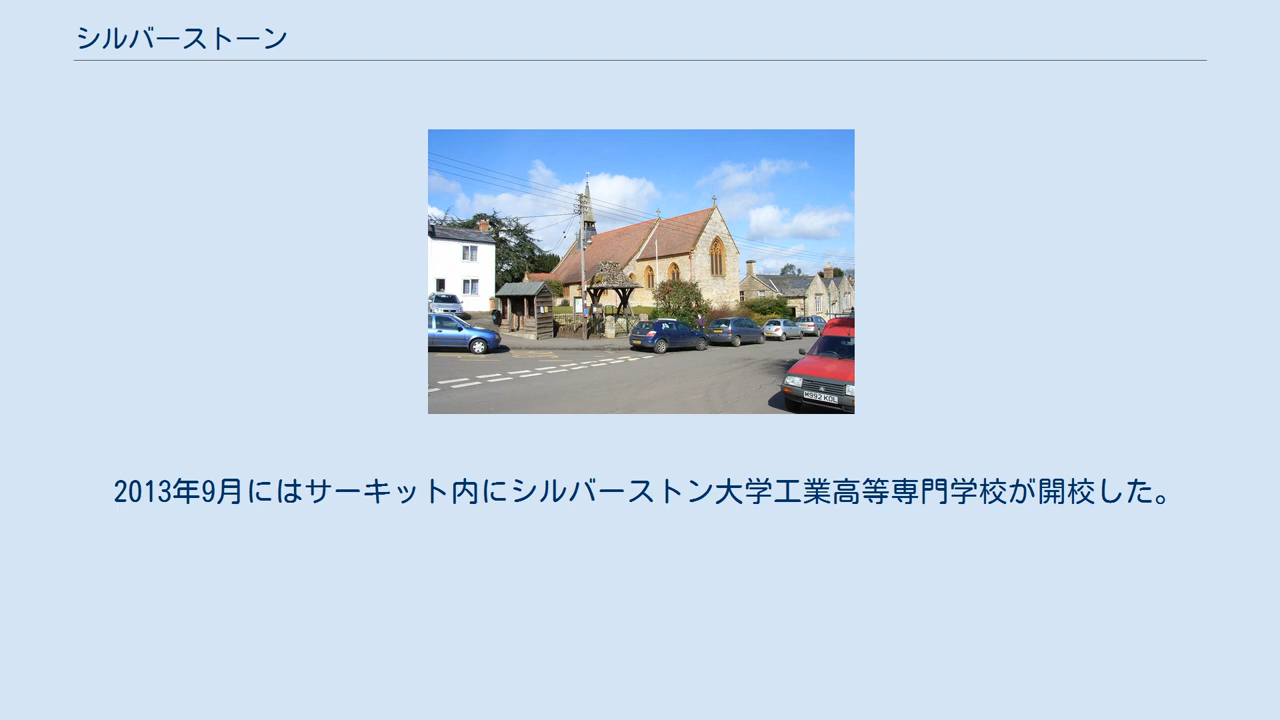 シルバーストーン
M992 KOL
2013年9月にはサーキット内にシルバーストン大学工業高等専門学校が開校した。